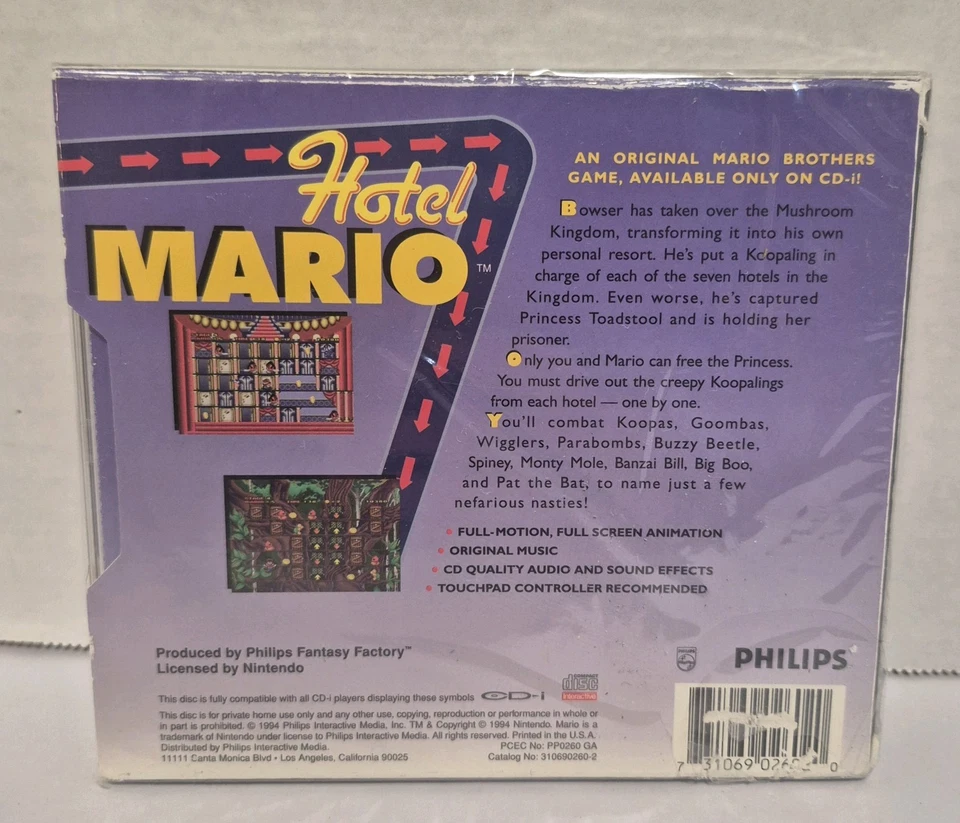 Hotel
MARIO™
AN ORIGINAL MARIO BROTHERS
GAME, AVAILABLE ONLY ON CD-i!
Bowser has taken over the Mushroom
Kingdom, transforming it into his own
personal resort. He's put a Koopaling in
charge of each of the seven hotels in the
Kingdom. Even worse, he's captured
Princess Toadstool and is holding her
prisoner.
Only you and Mario can free the Princess.
You must drive out the creepy Koopalings
from each hotel — one by one.
You'll combat Koopas, Goombas,
Wigglers, Parabombs, Buzzy Beetle,
Spiney, Monty Mole, Banzai Bill, Big Boo,
and Pat the Bat, to name just a few
nefarious nasties!
• FULL-MOTION, FULL SCREEN ANIMATION
• ORIGINAL MUSIC
• CD QUALITY AUDIO AND SOUND EFFECTS
• TOUCHPAD CONTROLLER RECOMMENDED
Produced by Philips Fantasy Factory™
Licensed by Nintendo
PHILIPS
This disc is fully compatible with all CD-i players displaying these symbols CD-i COMPACT disc Interactive
This disc is for private home use only and any other use, copying, reproduction or performance in whole or
in part is prohibited. © 1994 Philips Interactive Media, Inc. TM & Copyright © 1994 Nintendo. Mario is a
trademark of Nintendo under license to Philips Interactive Media. All rights reserved. Printed in the U.S.A.
Distributed by Philips Interactive Media. PCEC No: PP0260 GA
11111 Santa Monica Blvd • Los Angeles, California 90025 Catalog No: 310690260-2
7 31069 026 0